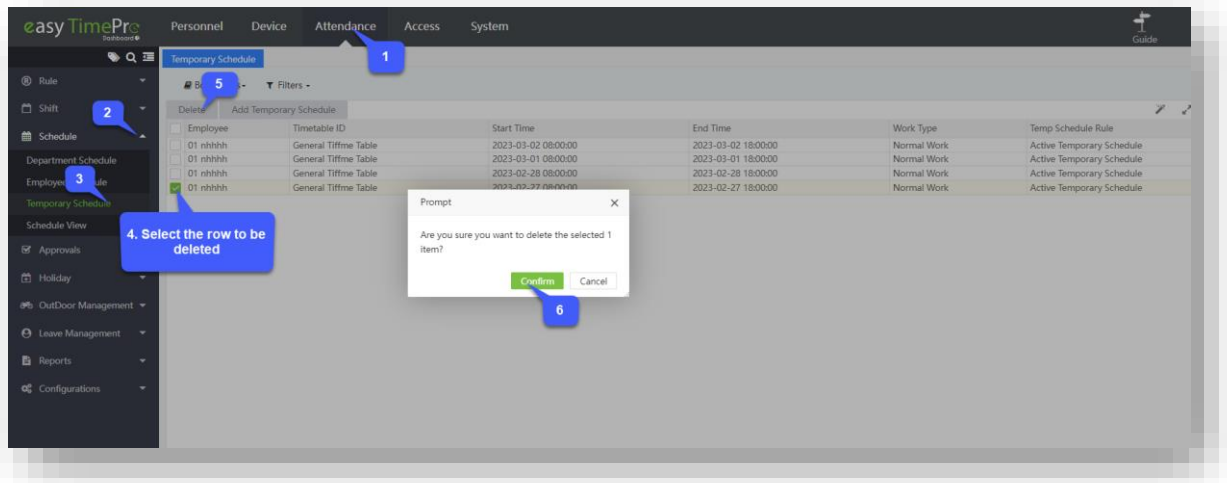 easy TimePro
Dashboard
Personnel Device Attendance Access System
Guide
1
Temporary Schedule
Rule
5
Filters
Shift
2
Delete Add Temporary Schedule
Employee Timetable ID Start Time End Time Work Type Temp Schedule Rule
Schedule
01 nhhhh General Tiffme Table 2023-03-02 08:00:00 2023-03-02 18:00:00 Normal Work Active Temporary Schedule
01 nhhhh General Tiffme Table 2023-03-01 08:00:00 2023-03-01 18:00:00 Normal Work Active Temporary Schedule
Department Schedule
01 nhhhh General Tiffme Table 2023-02-28 08:00:00 2023-02-28 18:00:00 Normal Work Active Temporary Schedule
3
01 nhhhh General Tiffme Table 2023-02-27 08:00:00 2023-02-27 18:00:00 Normal Work Active Temporary Schedule
Temporary Schedule
Prompt
Schedule View
4. Select the row to be
deleted
Are you sure you want to delete the selected 1
item?
Approvals
Holiday
Confirm Cancel
6
OutDoor Management
Leave Management
Reports
Configurations